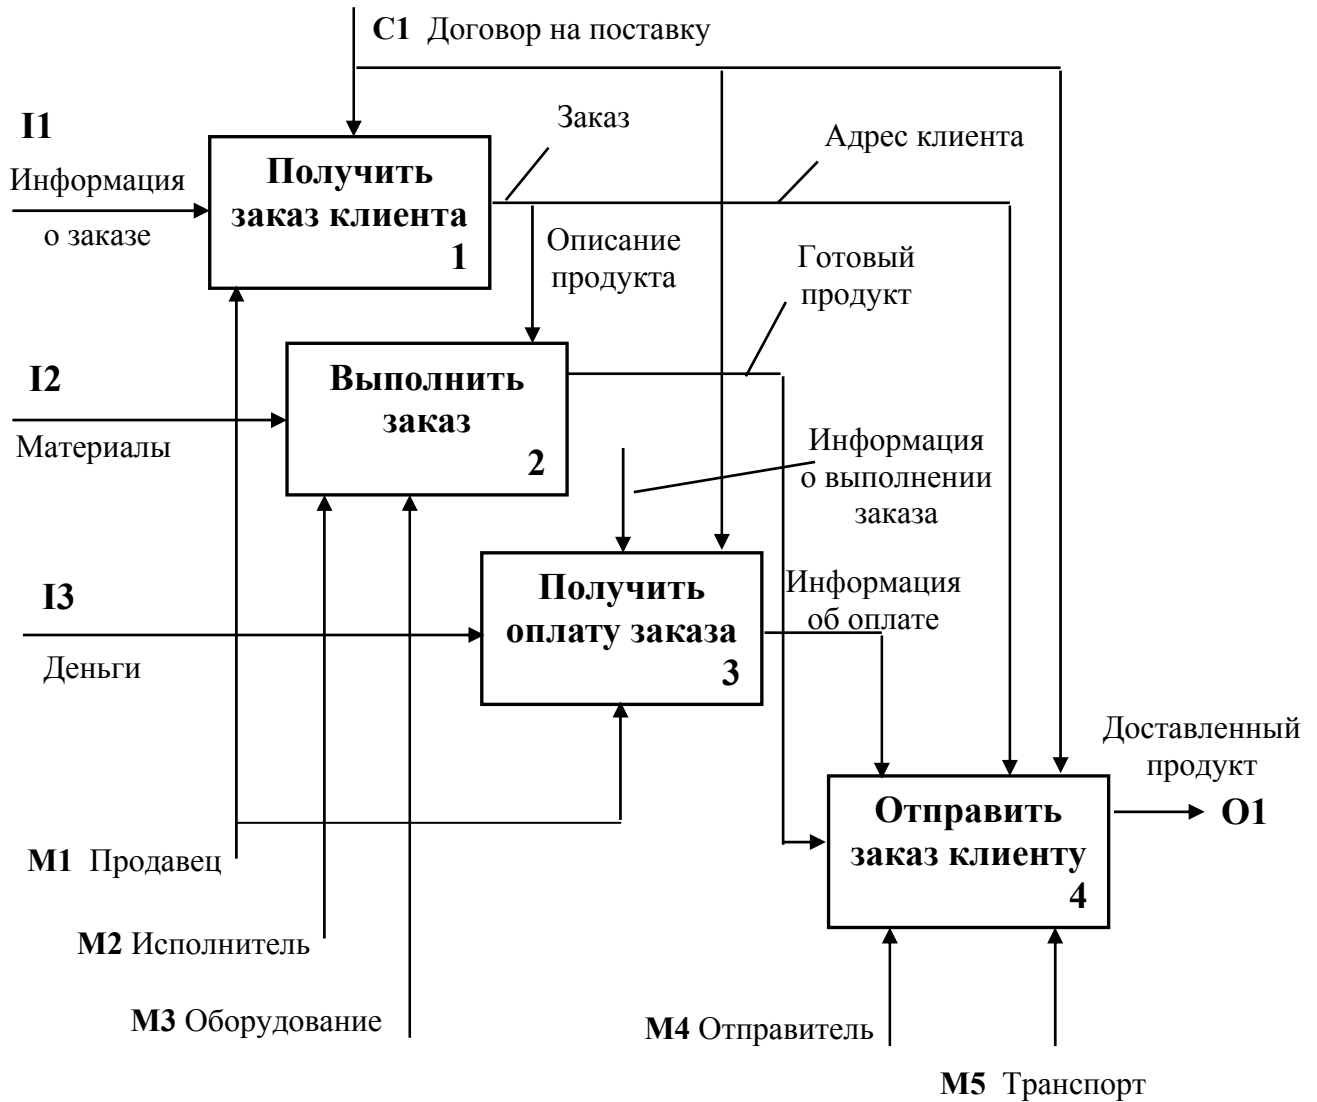 C1 Договор на поставку
I1
Заказ
Адрес клиента
Информация
о заказе
Получить
заказ клиента
1
Описание
продукта
Готовый
продукт
I2
Материалы
Выполнить
заказ
2
Информация
о выполнении
заказа
I3
Деньги
Получить
оплату заказа
3
Информация
об оплате
Доставленный
продукт
O1
Отправить
заказ клиенту
4
M1 Продавец
M2 Исполнитель
M3 Оборудование
M4 Отправитель
M5 Транспорт